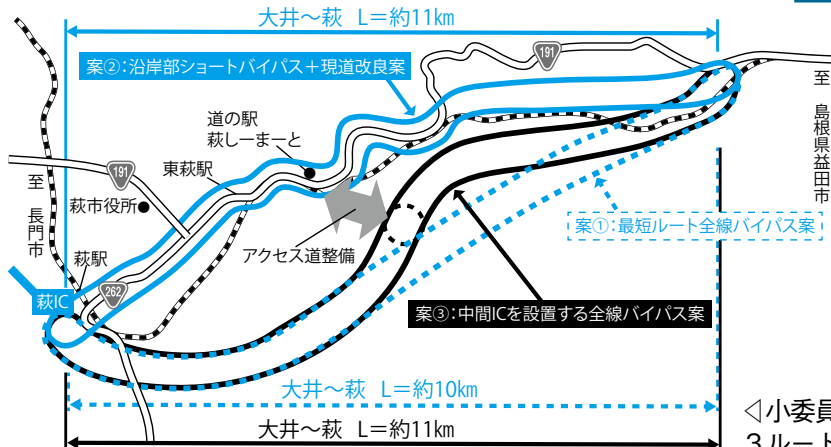 大井～萩 L=約11km
191
案②：沿岸部ショートバイパス＋現道改良案
道の駅
萩しーまーと
至 島根県益田市
東萩駅
191
至 長門市
萩市役所
案①：最短ルート全線バイパス案
アクセス道整備
萩駅
262
萩IC
案③：中間ICを設置する全線バイパス案
大井～萩 L=約10km
大井～萩 L=約11km
◁小委員
3ルート